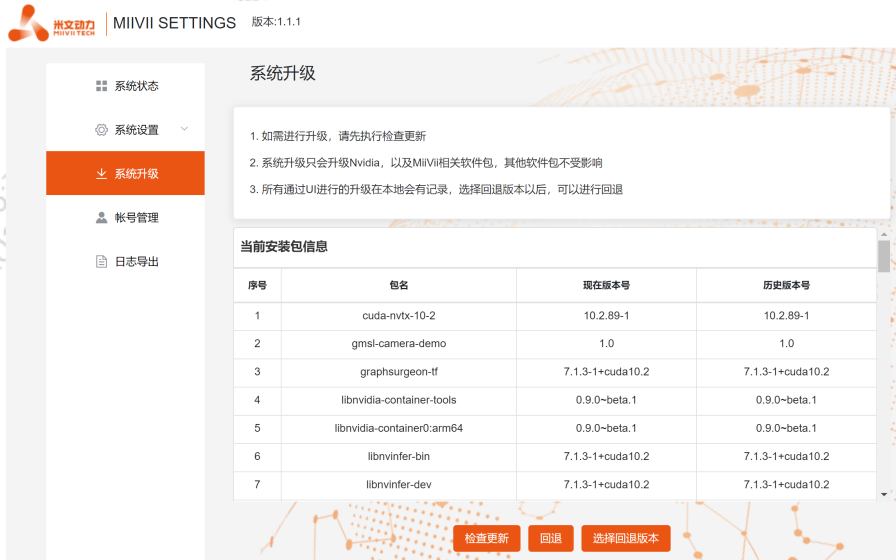 米文动力
MIIVII TECH
MIIVII SETTINGS 版本:1.1.1
系统状态
系统设置
系统升级
帐号管理
日志导出
系统升级
1. 如需进行升级，请先执行检查更新
2. 系统升级只会升级Nvidia，以及MiiVii相关软件包，其他软件包不受影响
3. 所有通过UI进行的升级在本地会有记录，选择回退版本以后，可以进行回退
当前安装包信息
序号 包名 现在版本号 历史版本号
1 cuda-nvtx-10-2 10.2.89-1 10.2.89-1
2 gmsl-camera-demo 1.0 1.0
3 graphsurgeon-tf 7.1.3-1+cuda10.2 7.1.3-1+cuda10.2
4 libnvidia-container-tools 0.9.0~beta.1 0.9.0~beta.1
5 libnvidia-container0:arm64 0.9.0~beta.1 0.9.0~beta.1
6 libnvinfer-bin 7.1.3-1+cuda10.2 7.1.3-1+cuda10.2
7 libnvinfer-dev 7.1.3-1+cuda10.2 7.1.3-1+cuda10.2
检查更新 回退 选择回退版本